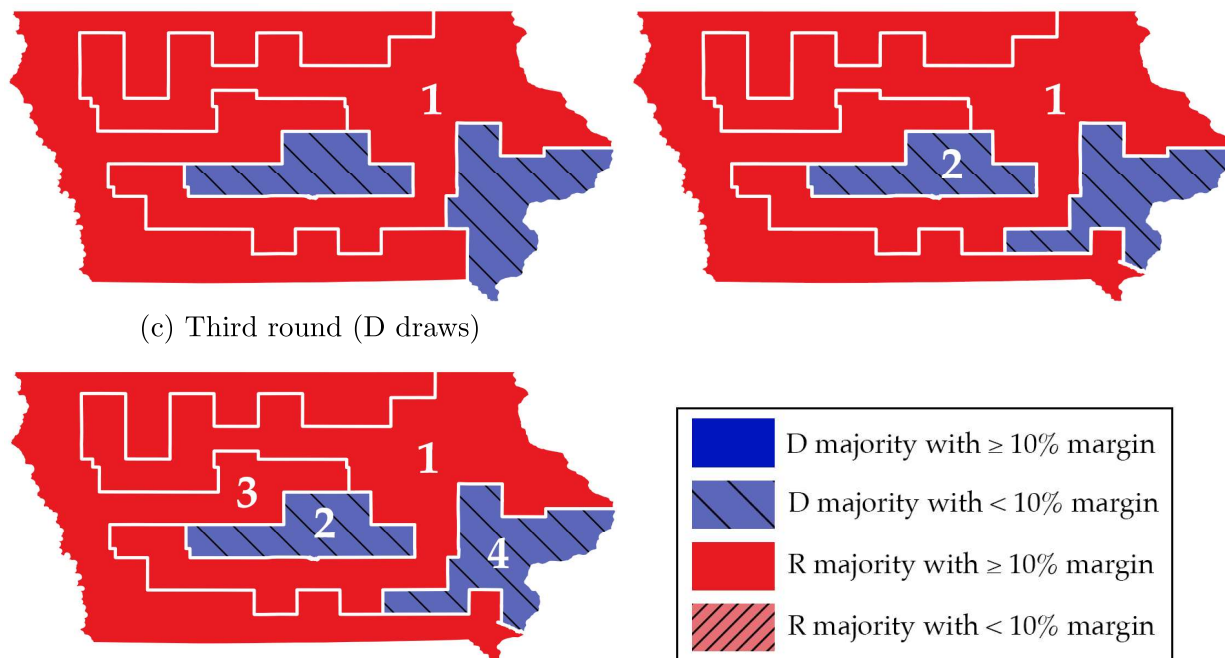 1
1
2
(c) Third round (D draws)
1
3
2
4
D majority with ≥ 10% margin
D majority with < 10% margin
R majority with ≥ 10% margin
R majority with < 10% margin